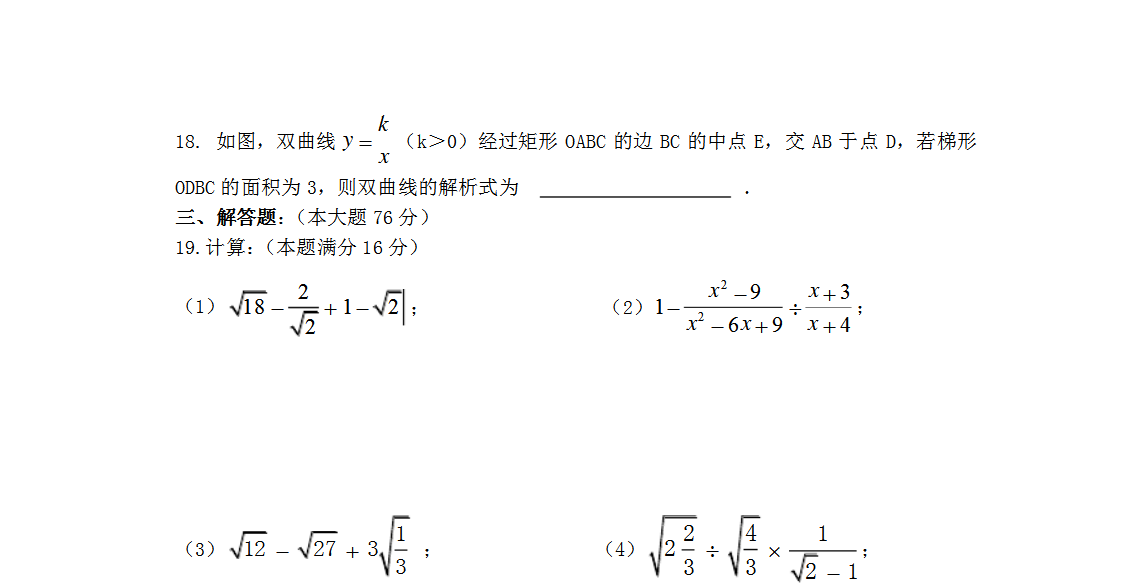 18. 如图，双曲线 y = k/x （k＞0）经过矩形 OABC 的边 BC 的中点 E，交 AB 于点 D，若梯形
ODBC 的面积为 3，则双曲线的解析式为 ________________ ．
三、解答题：（本大题 76 分）
19.计算：（本题满分 16 分）
（1）√18 − 2/√2 + 1 − √2|； （2）1 − (x² − 9)/(x² − 6x + 9) ÷ (x + 3)/(x + 4)；
（3）√12 − √27 + 3√(1/3) ； （4）√(2 2/3) ÷ √(4/3) × 1/(√2 − 1)；